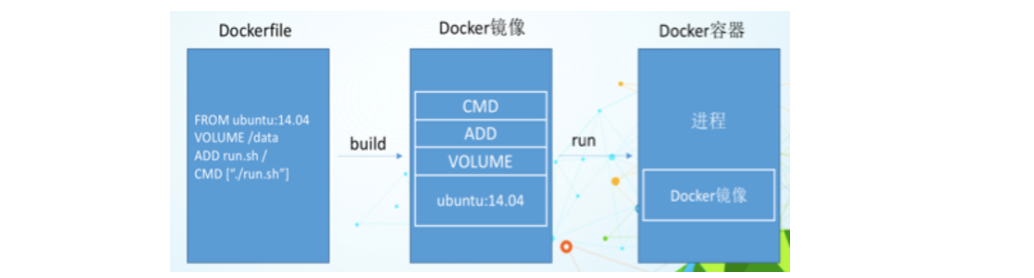 Dockerfile
FROM ubuntu:14.04
VOLUME /data
ADD run.sh /
CMD [“./run.sh”]
build
Docker镜像
CMD
ADD
VOLUME
ubuntu:14.04
run
Docker容器
进程
Docker镜像